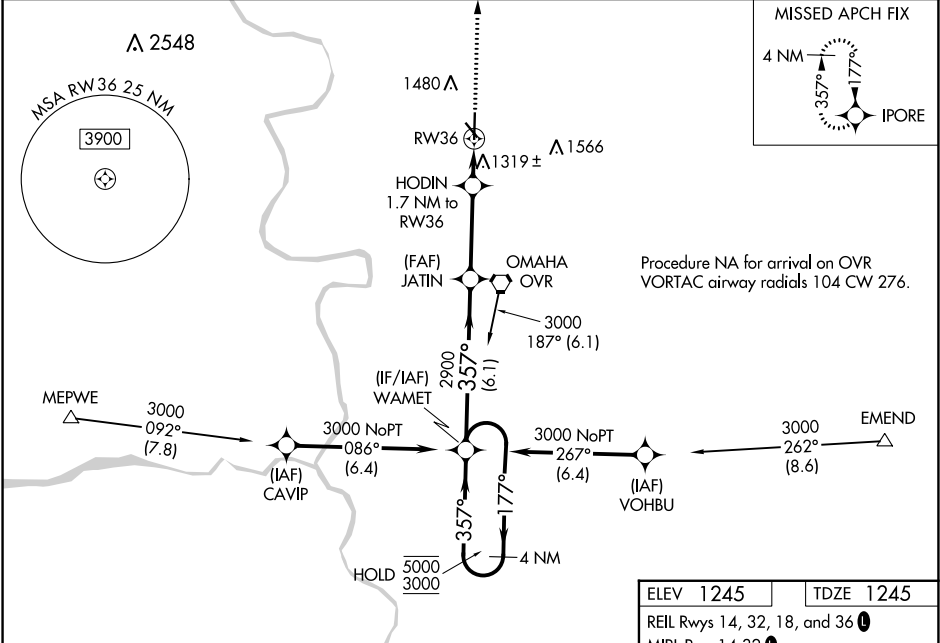 MISSED APCH FIX
4 NM
357°
177°
IPORE
2548
MSA RW36 25 NM
3900
1480
RW36
1319 ±
1566
HODIN
1.7 NM to
RW36
(FAF)
JATIN
OMAHA
OVR
Procedure NA for arrival on OVR
VORTAC airway radials 104 CW 276.
3000
187° (6.1)
2900
357°
(6.1)
(IF/IAF)
WAMET
MEPWE
3000
092°
(7.8)
3000 NoPT
086°
(6.4)
(IAF)
CAVIP
3000 NoPT
267°
(6.4)
(IAF)
VOHBU
3000
262°
(8.6)
EMEND
357°
177°
4 NM
HOLD
5000
3000
ELEV 1245
TDZE 1245
REIL Rwys 14, 32, 18, and 36 L